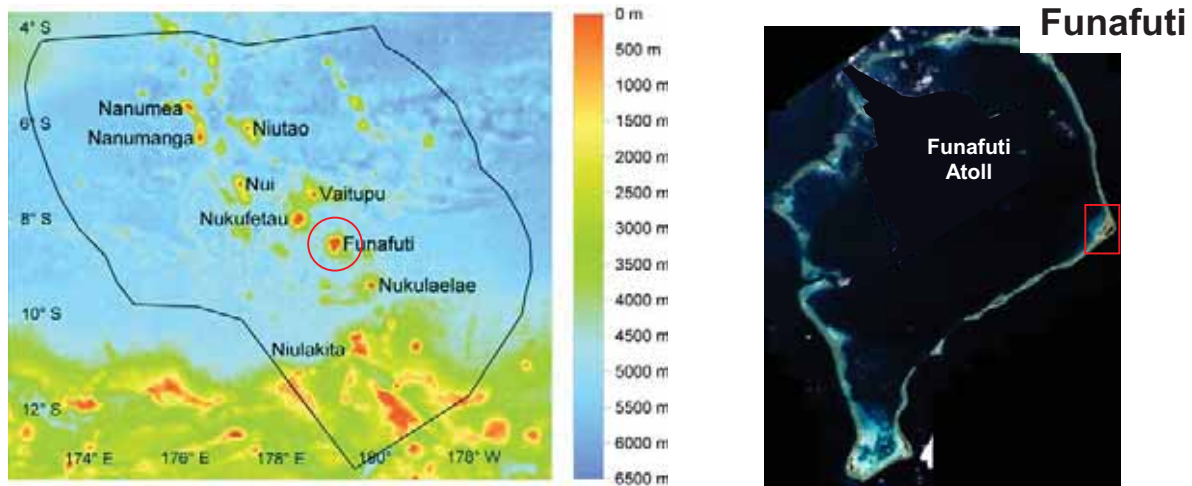 Funafuti
4° S
6° S
8° S
10° S
12° S
174° E
176° E
178° E
180°
178° W
Nanumea
Nanumanga
Niutao
Nui
Vaitupu
Nukufetau
Funafuti
Nukulaelae
Niulakita
0 m
500 m
1000 m
1500 m
2000 m
2500 m
3000 m
3500 m
4000 m
4500 m
5000 m
5500 m
6000 m
6500 m
Funafuti
Atoll